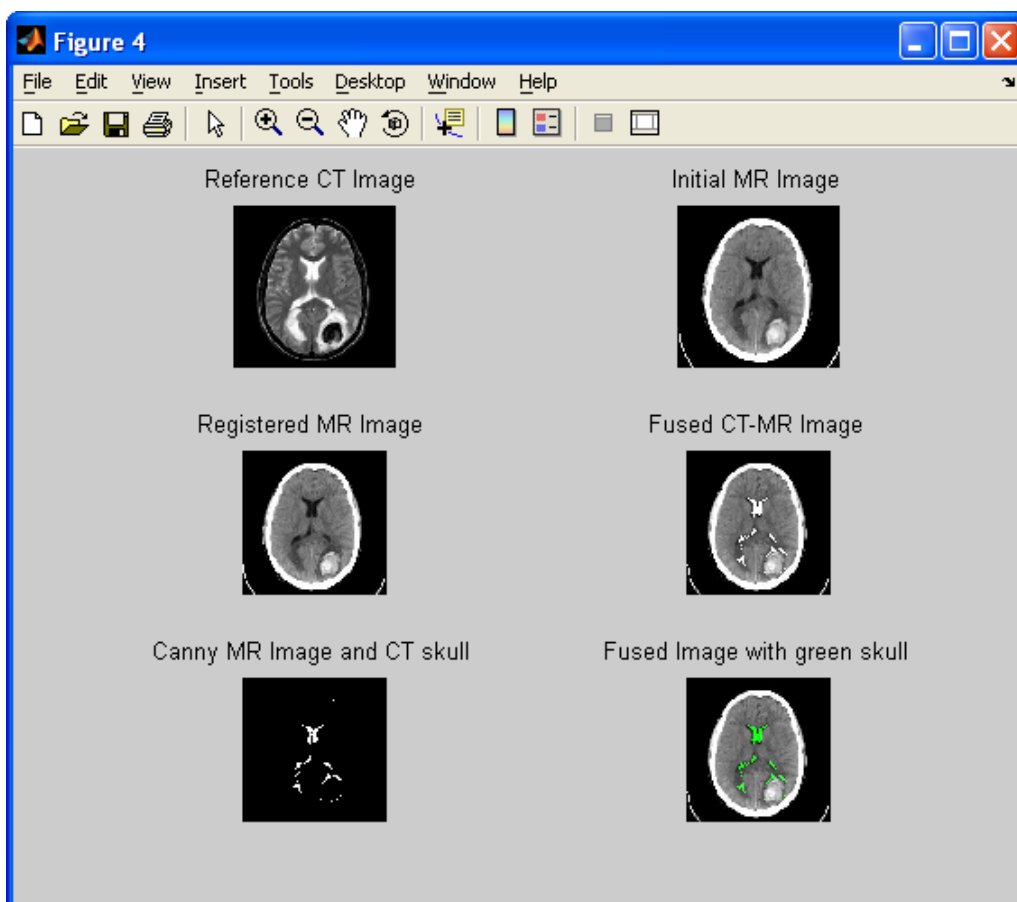 Figure 4
File Edit View Insert Tools Desktop Window Help
Reference CT Image
Initial MR Image
Registered MR Image
Fused CT-MR Image
Canny MR Image and CT skull
Fused Image with green skull